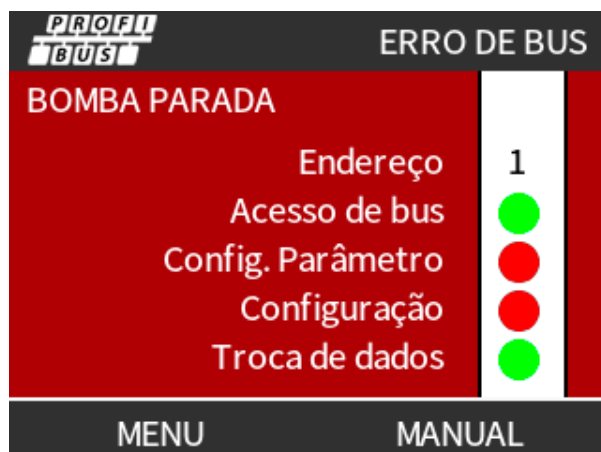 PROFI
BUS
ERRO DE BUS
BOMBA PARADA
Endereço 1
Acesso de bus
Config. Parâmetro
Configuração
Troca de dados
MENU MANUAL